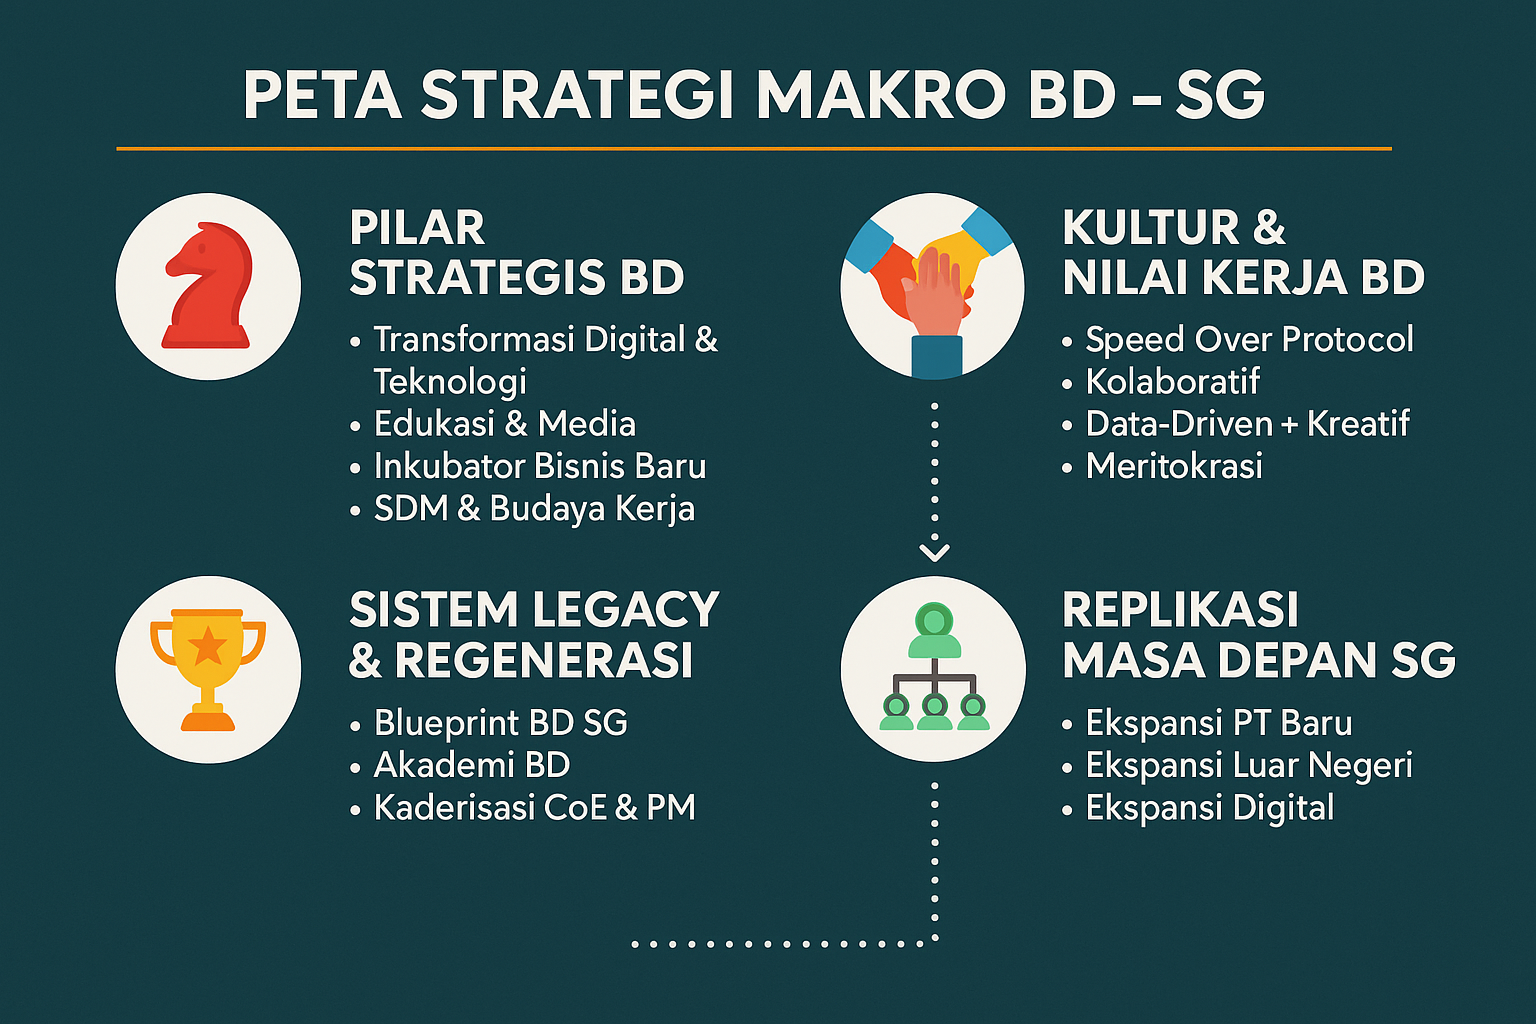 PETA STRATEGI MAKRO BD – SG
PILAR
STRATEGIS BD
• Transformasi Digital &
Teknologi
• Edukasi & Media
• Inkubator Bisnis Baru
• SDM & Budaya Kerja
KULTUR &
NILAI KERJA BD
• Speed Over Protocol
• Kolaboratif
• Data-Driven + Kreatif
• Meritokrasi
SISTEM LEGACY
& REGENERASI
• Blueprint BD SG
• Akademi BD
• Kaderisasi CoE & PM
REPLIKASI
MASA DEPAN SG
• Ekspansi PT Baru
• Ekspansi Luar Negeri
• Ekspansi Digital